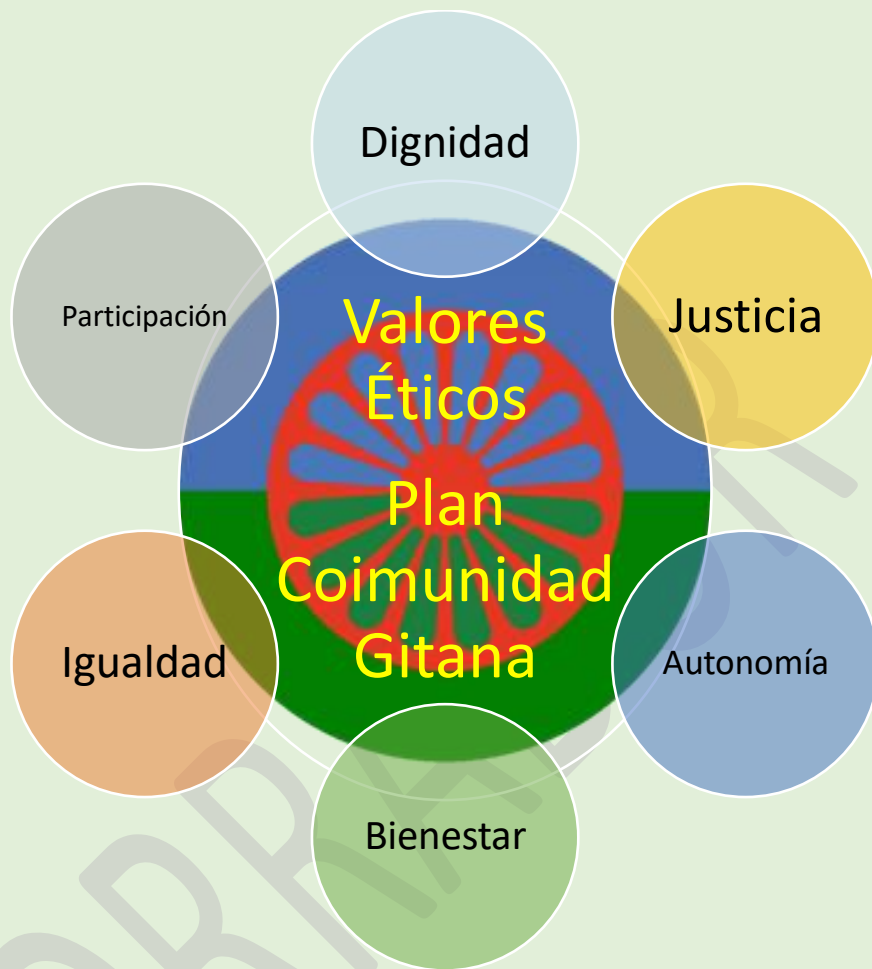 Dignidad
Participación
Justicia
Valores
Éticos
Plan
Coimunidad
Gitana
Igualdad
Autonomía
Bienestar